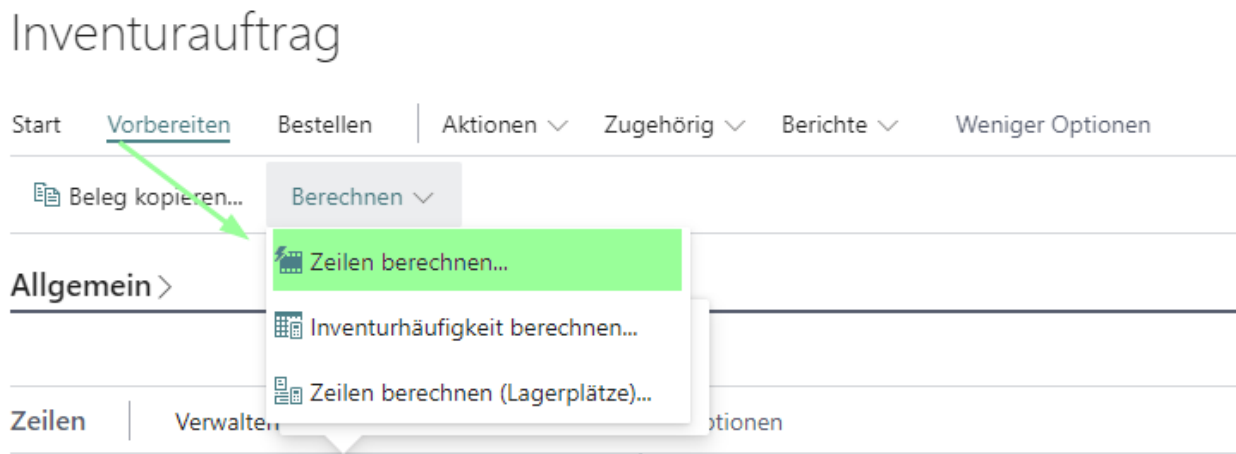 Inventurauftrag
Start Vorbereiten Bestellen Aktionen Zugehörig Berichte Weniger Optionen
Beleg kopieren... Berechnen
Zeilen berechnen...
Allgemein
Inventurhäufigkeit berechnen...
Zeilen berechnen (Lagerplätze)...
Zeilen Verwalten ptionen